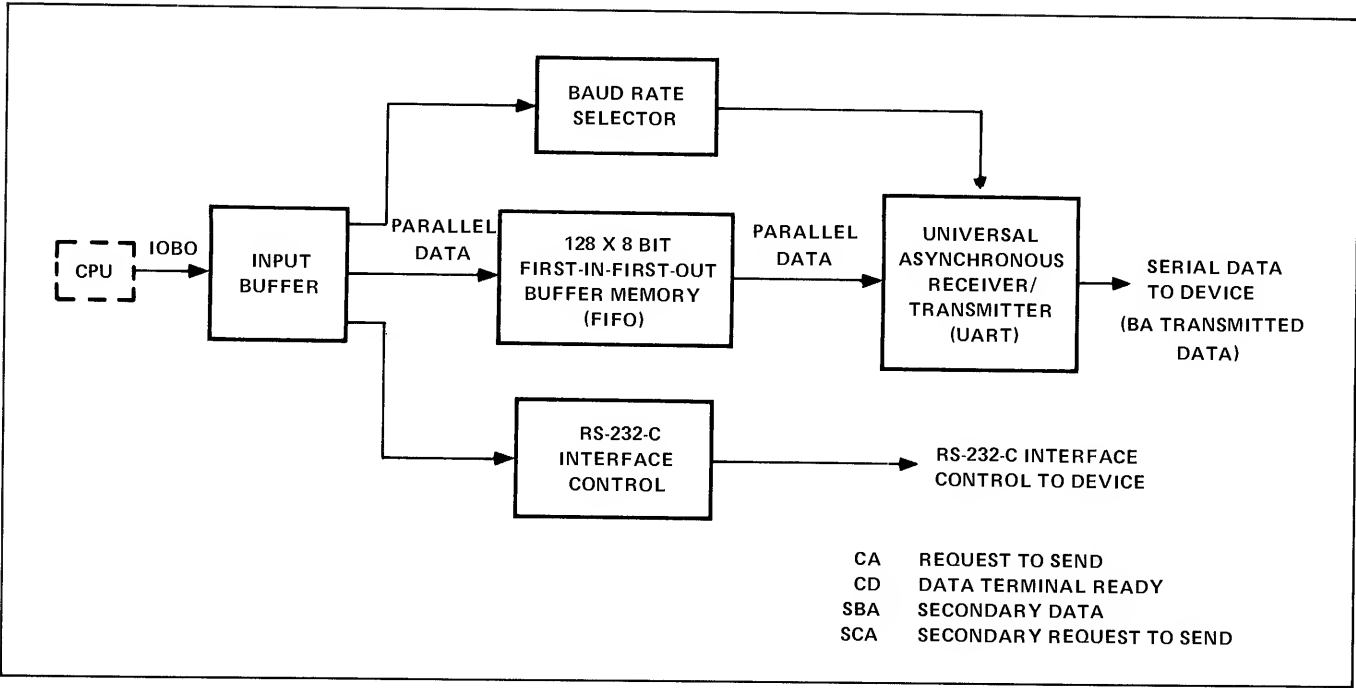 BAUD RATE
SELECTOR
CPU
IOBO
INPUT
BUFFER
PARALLEL
DATA
128 X 8 BIT
FIRST-IN-FIRST-OUT
BUFFER MEMORY
(FIFO)
PARALLEL
DATA
UNIVERSAL
ASYNCHRONOUS
RECEIVER/
TRANSMITTER
(UART)
SERIAL DATA
TO DEVICE
(BA TRANSMITTED
DATA)
RS-232-C
INTERFACE
CONTROL
RS-232-C INTERFACE
CONTROL TO DEVICE
CA REQUEST TO SEND
CD DATA TERMINAL READY
SBA SECONDARY DATA
SCA SECONDARY REQUEST TO SEND